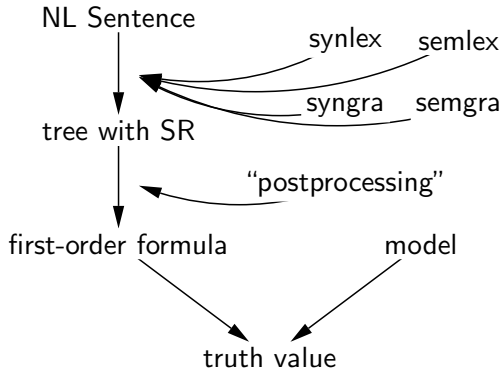 NL Sentence
synlex
semlex
syngra
semgra
tree with SR
“postprocessing”
first-order formula
model
truth value